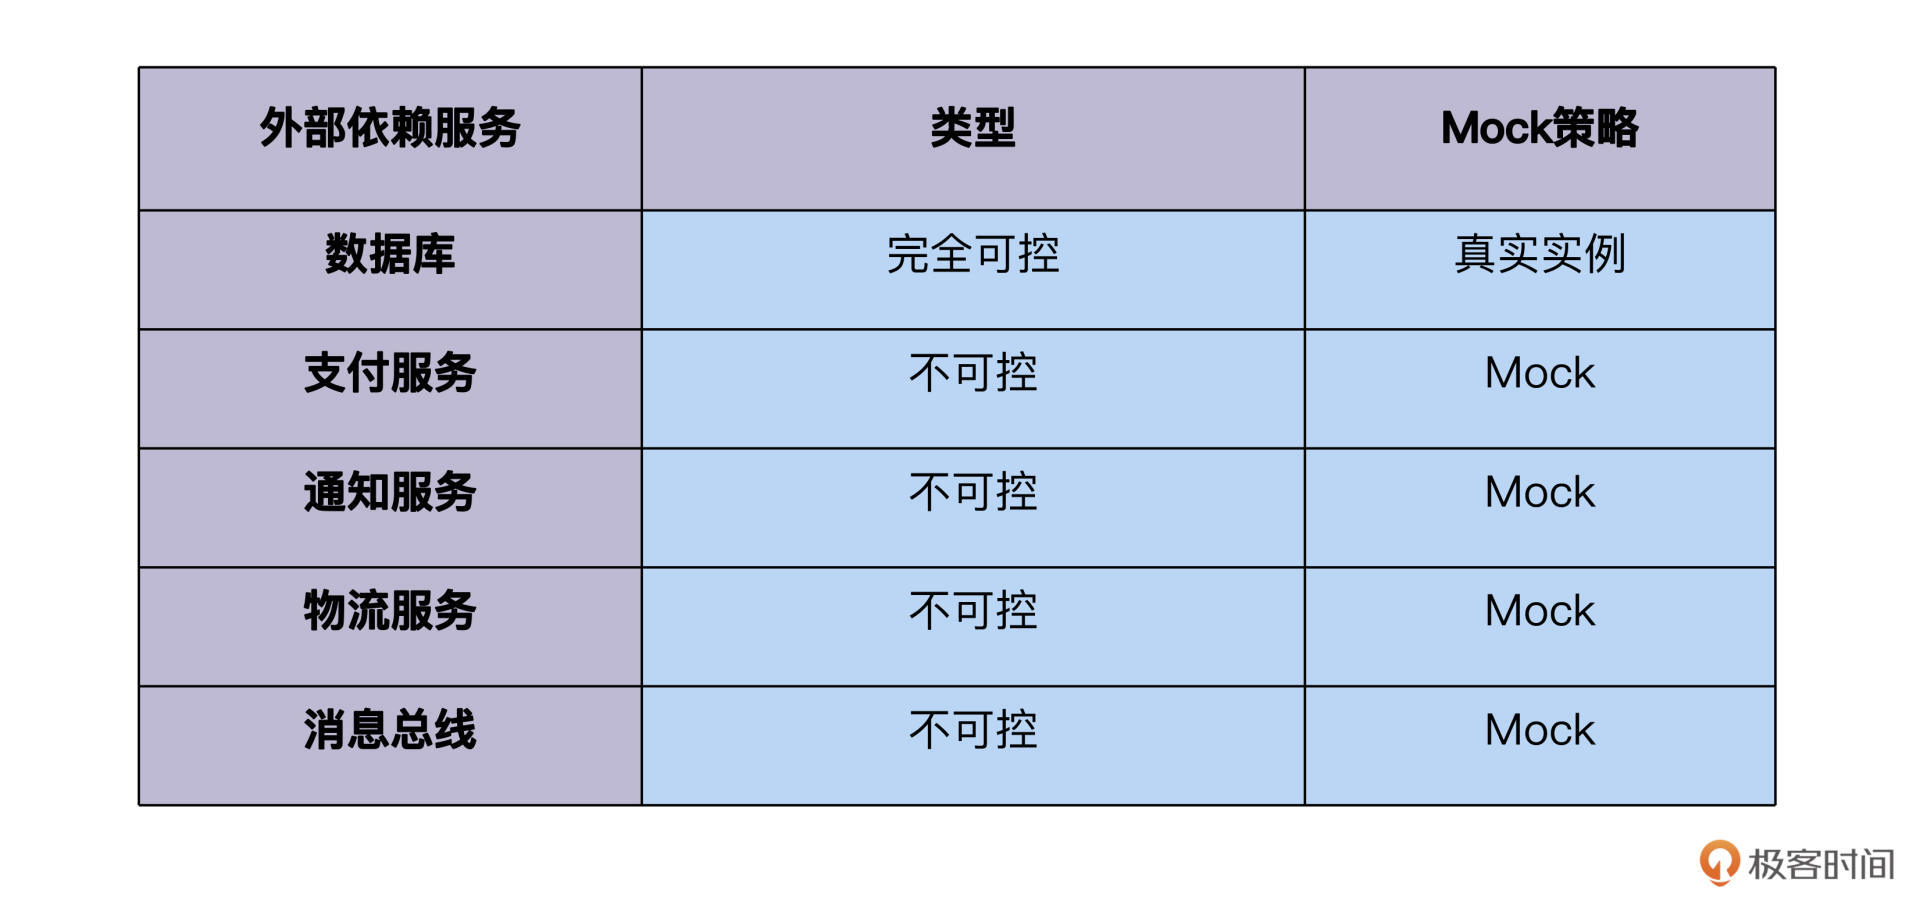 外部依赖服务 类型 Mock策略
数据库 完全可控 真实实例
支付服务 不可控 Mock
通知服务 不可控 Mock
物流服务 不可控 Mock
消息总线 不可控 Mock
极客时间